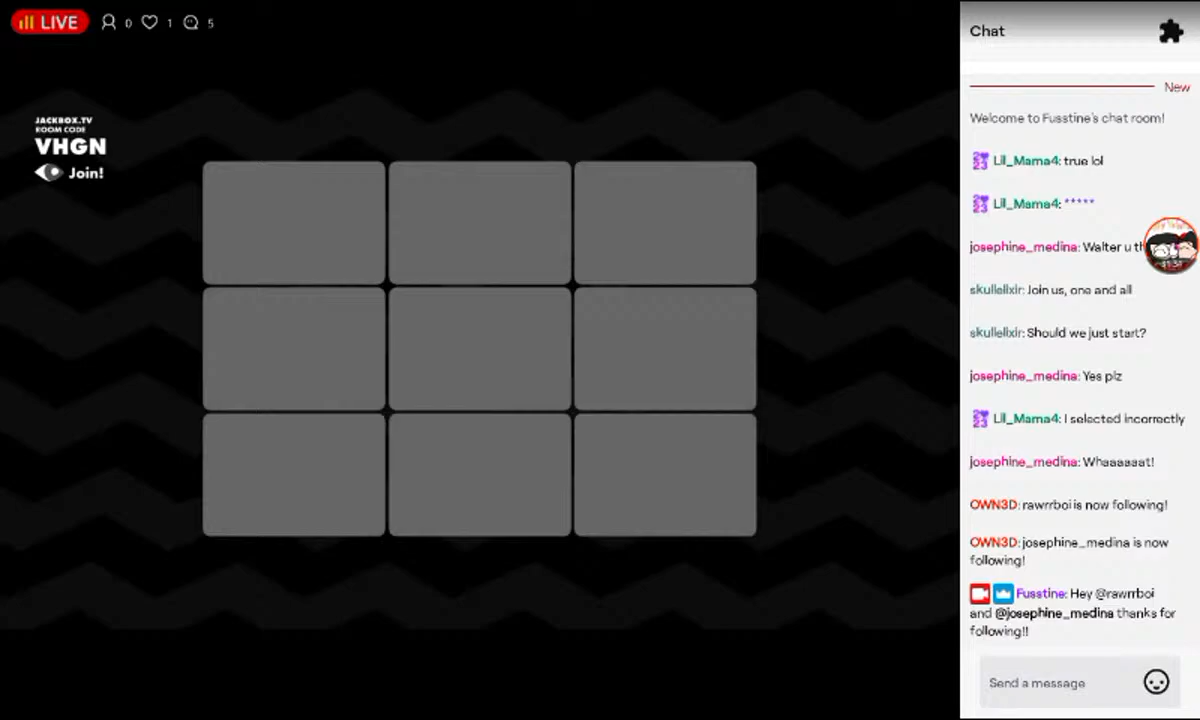 LIVE 0 1 5
JACKBOX.TV
ROOM CODE
VHGN
Join!
Chat
New
Welcome to Fusstine's chat room!
Lil_Mama4: true lol
Lil_Mama4: *****
josephine_medina: Walter u
skullelixir: Join us, one and all
skullelixir: Should we just start?
josephine_medina: Yes plz
Lil_Mama4: I selected incorrectly
josephine_medina: Whaaaaaat!
OWN3D: rawrrboi is now following!
OWN3D: josephine_medina is now
following!
Fusstine: Hey @rawrrboi
and @josephine_medina thanks for
following!!
Send a message